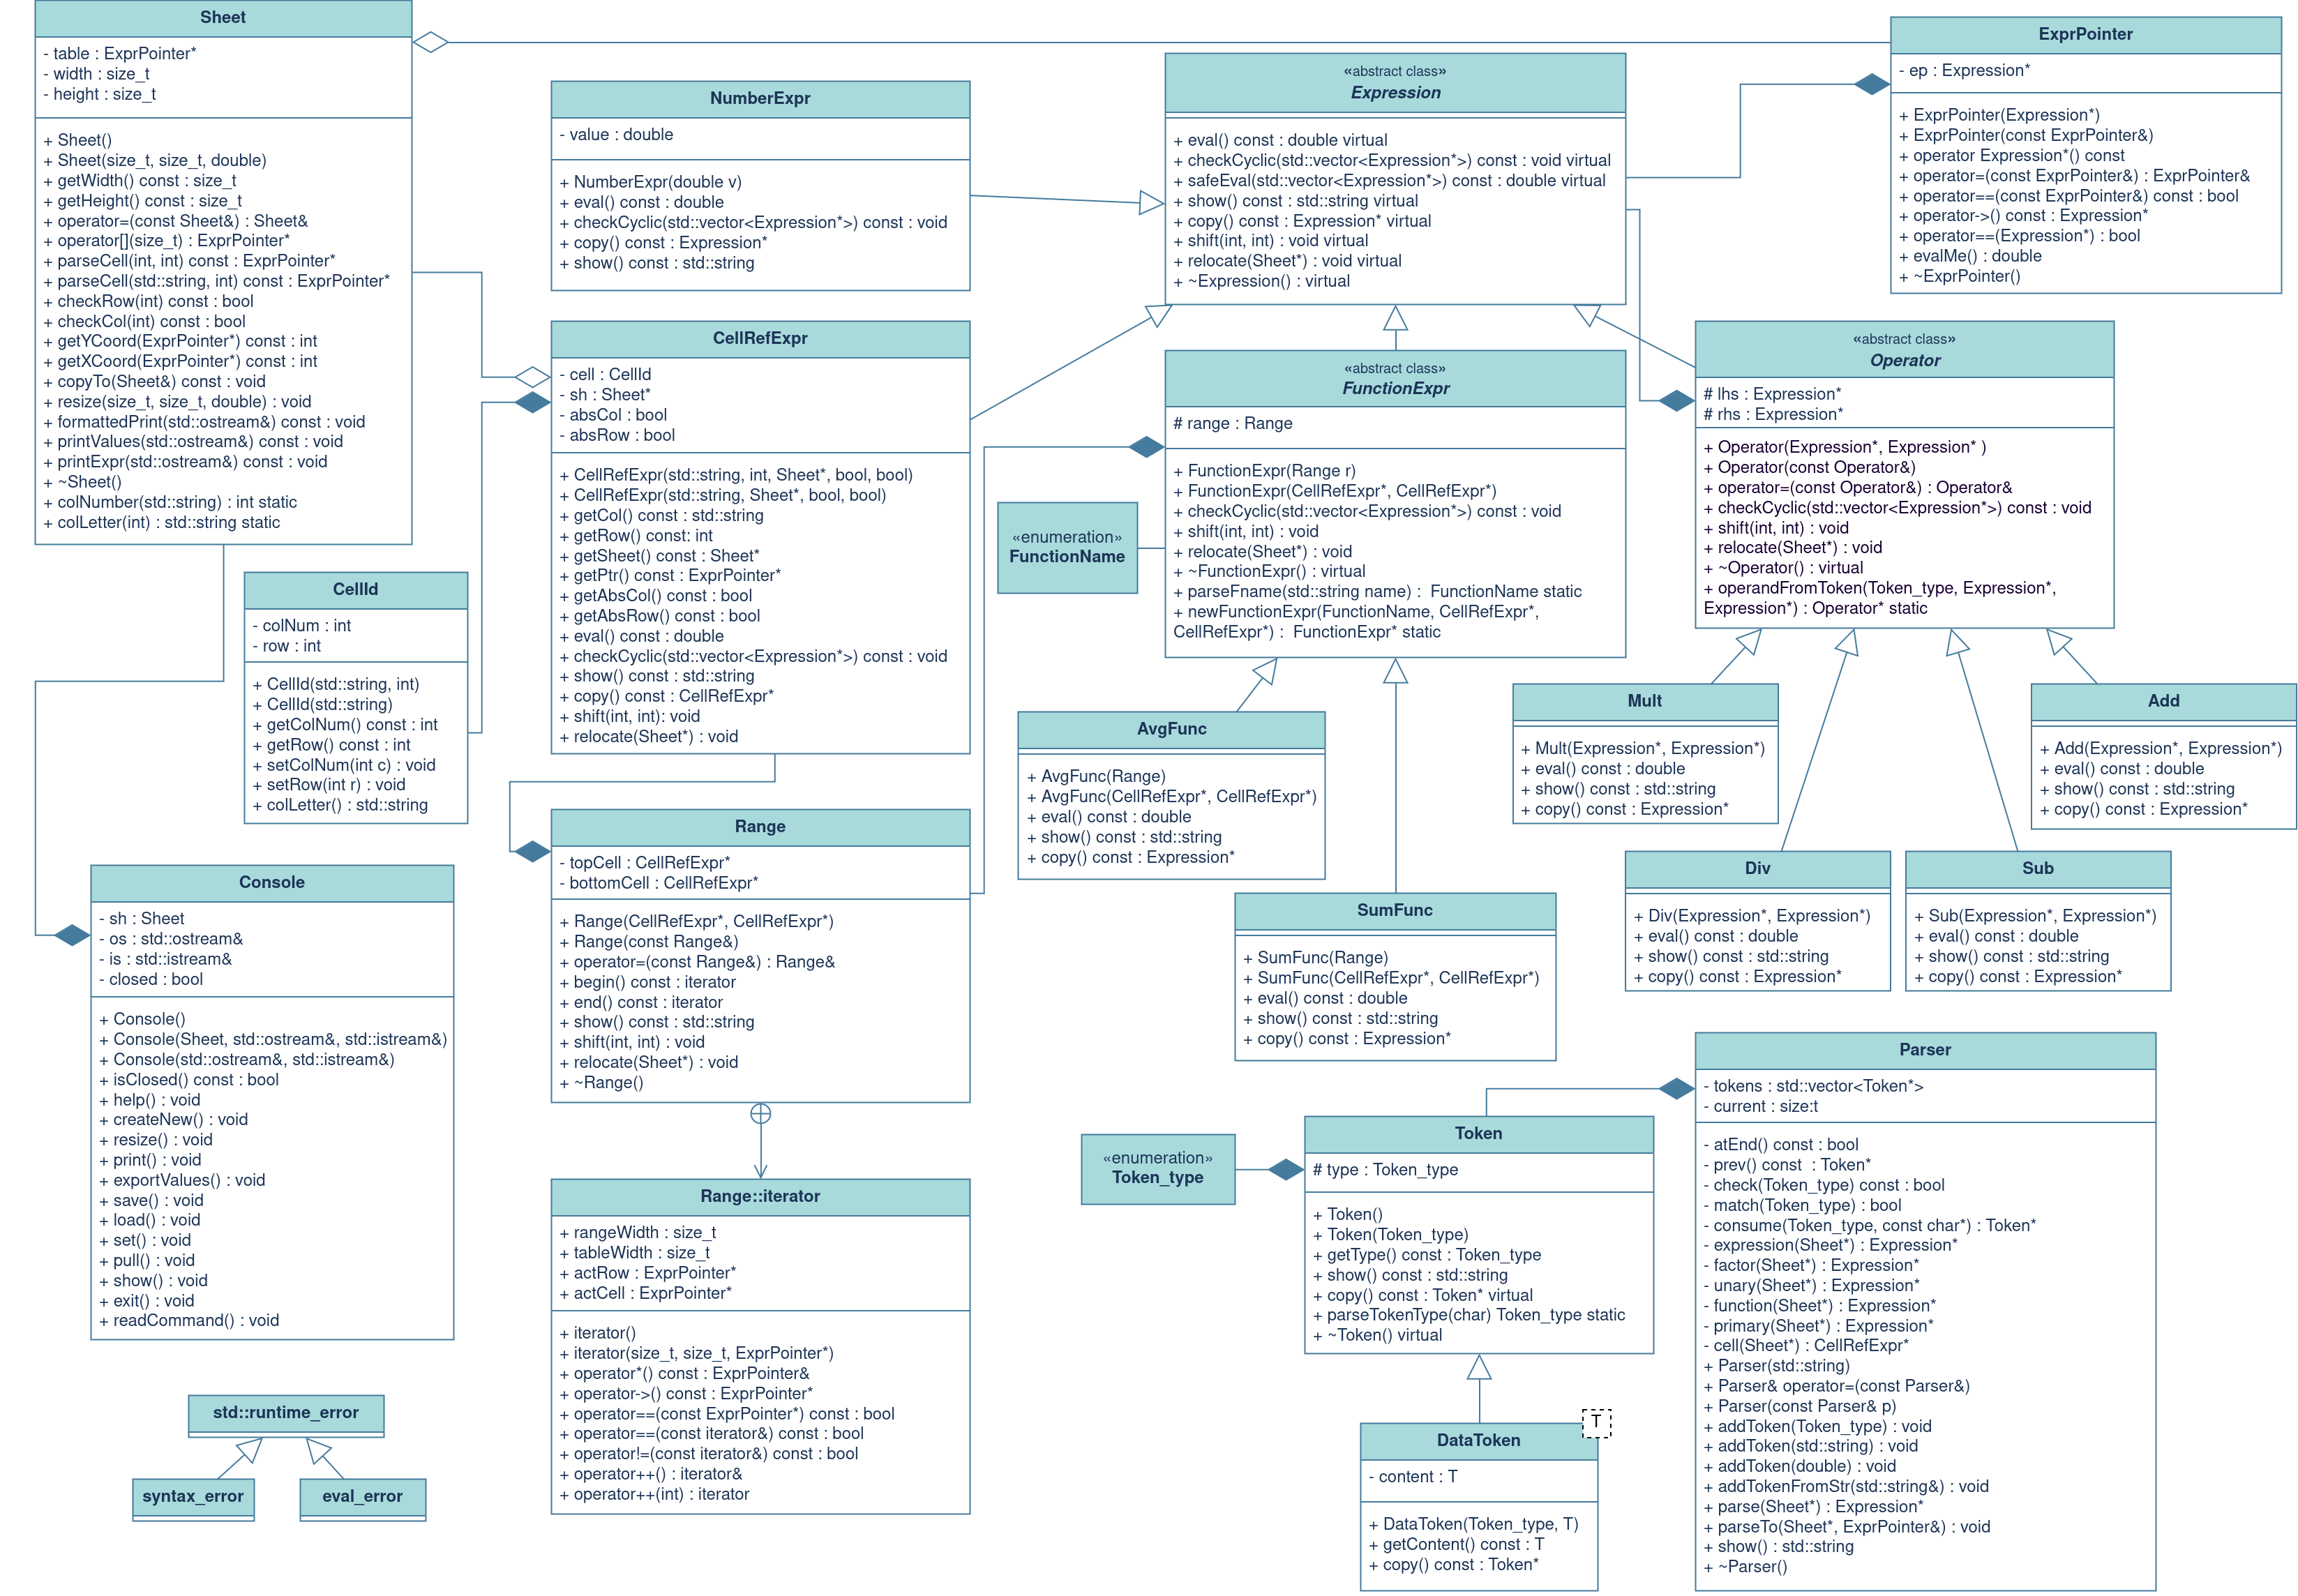 Sheet
- table : ExprPointer*
- width : size_t
- height : size_t
+ Sheet()
+ Sheet(size_t, size_t, double)
+ getWidth() const : size_t
+ getHeight() const : size_t
+ operator=(const Sheet&) : Sheet&
+ operator[](size_t) : ExprPointer*
+ parseCell(int, int) const : ExprPointer*
+ parseCell(std::string, int) const : ExprPointer*
+ checkRow(int) const : bool
+ checkCol(int) const : bool
+ getYCoord(ExprPointer*) const : int
+ getXCoord(ExprPointer*) const : int
+ copyTo(Sheet&) const : void
+ resize(size_t, size_t, double) : void
+ formattedPrint(std::ostream&) const : void
+ printValues(std::ostream&) const : void
+ printExpr(std::ostream&) const : void
+ ~Sheet()
+ colNumber(std::string) : int static
+ colLetter(int) : std::string static
NumberExpr
- value : double
+ NumberExpr(double v)
+ eval() const : double
+ checkCyclic(std::vector<Expression*>) const : void
+ copy() const : Expression*
+ show() const : std::string
«abstract class»
Expression
+ eval() const : double virtual
+ checkCyclic(std::vector<Expression*>) const : void virtual
+ safeEval(std::vector<Expression*>) const : double virtual
+ show() const : std::string virtual
+ copy() const : Expression* virtual
+ shift(int, int) : void virtual
+ relocate(Sheet*) : void virtual
+ ~Expression() : virtual
ExprPointer
- ep : Expression*
+ ExprPointer(Expression*)
+ ExprPointer(const ExprPointer&)
+ operator Expression*() const
+ operator=(const ExprPointer&) : ExprPointer&
+ operator==(const ExprPointer&) const : bool
+ operator->() const : Expression*
+ operator==(Expression*) : bool
+ evalMe() : double
+ ~ExprPointer()
CellRefExpr
- cell : CellId
- sh : Sheet*
- absCol : bool
- absRow : bool
+ CellRefExpr(std::string, int, Sheet*, bool, bool)
+ CellRefExpr(std::string, Sheet*, bool, bool)
+ getCol() const : std::string
+ getRow() const: int
+ getSheet() const : Sheet*
+ getPtr() const : ExprPointer*
+ getAbsCol() const : bool
+ getAbsRow() const : bool
+ eval() const : double
+ checkCyclic(std::vector<Expression*>) const : void
+ show() const : std::string
+ copy() const : CellRefExpr*
+ shift(int, int): void
+ relocate(Sheet*) : void
«abstract class»
FunctionExpr
# range : Range
+ FunctionExpr(Range r)
+ FunctionExpr(CellRefExpr*, CellRefExpr*)
+ checkCyclic(std::vector<Expression*>) const : void
+ shift(int, int) : void
+ relocate(Sheet*) : void
+ ~FunctionExpr() : virtual
+ parseFname(std::string name) :  FunctionName static
+ newFunctionExpr(FunctionName, CellRefExpr*,
CellRefExpr*) :  FunctionExpr* static
«enumeration»
FunctionName
«abstract class»
Operator
# lhs : Expression*
# rhs : Expression*
+ Operator(Expression*, Expression* )
+ Operator(const Operator&)
+ operator=(const Operator&) : Operator&
+ checkCyclic(std::vector<Expression*>) const : void
+ shift(int, int) : void
+ relocate(Sheet*) : void
+ ~Operator() : virtual
+ operandFromToken(Token_type, Expression*,
Expression*) : Operator* static
CellId
- colNum : int
- row : int
+ CellId(std::string, int)
+ CellId(std::string)
+ getColNum() const : int
+ getRow() const : int
+ setColNum(int c) : void
+ setRow(int r) : void
+ colLetter() : std::string
AvgFunc
+ AvgFunc(Range)
+ AvgFunc(CellRefExpr*, CellRefExpr*)
+ eval() const : double
+ show() const : std::string
+ copy() const : Expression*
Mult
+ Mult(Expression*, Expression*)
+ eval() const : double
+ show() const : std::string
+ copy() const : Expression*
Add
+ Add(Expression*, Expression*)
+ eval() const : double
+ show() const : std::string
+ copy() const : Expression*
Console
- sh : Sheet
- os : std::ostream&
- is : std::istream&
- closed : bool
+ Console()
+ Console(Sheet, std::ostream&, std::istream&)
+ Console(std::ostream&, std::istream&)
+ isClosed() const : bool
+ help() : void
+ createNew() : void
+ resize() : void
+ print() : void
+ exportValues() : void
+ save() : void
+ load() : void
+ set() : void
+ pull() : void
+ show() : void
+ exit() : void
+ readCommand() : void
Range
- topCell : CellRefExpr*
- bottomCell : CellRefExpr*
+ Range(CellRefExpr*, CellRefExpr*)
+ Range(const Range&)
+ operator=(const Range&) : Range&
+ begin() const : iterator
+ end() const : iterator
+ show() const : std::string
+ shift(int, int) : void
+ relocate(Sheet*) : void
+ ~Range()
SumFunc
+ SumFunc(Range)
+ SumFunc(CellRefExpr*, CellRefExpr*)
+ eval() const : double
+ show() const : std::string
+ copy() const : Expression*
Div
+ Div(Expression*, Expression*)
+ eval() const : double
+ show() const : std::string
+ copy() const : Expression*
Sub
+ Sub(Expression*, Expression*)
+ eval() const : double
+ show() const : std::string
+ copy() const : Expression*
Range::iterator
+ rangeWidth : size_t
+ tableWidth : size_t
+ actRow : ExprPointer*
+ actCell : ExprPointer*
+ iterator()
+ iterator(size_t, size_t, ExprPointer*)
+ operator*() const : ExprPointer&
+ operator->() const : ExprPointer*
+ operator==(const ExprPointer*) const : bool
+ operator==(const iterator&) const : bool
+ operator!=(const iterator&) const : bool
+ operator++() : iterator&
+ operator++(int) : iterator
«enumeration»
Token_type
Token
# type : Token_type
+ Token()
+ Token(Token_type)
+ getType() const : Token_type
+ show() const : std::string
+ copy() const : Token* virtual
+ parseTokenType(char) Token_type static
+ ~Token() virtual
Parser
- tokens : std::vector<Token*>
- current : size:t
- atEnd() const : bool
- prev() const  : Token*
- check(Token_type) const : bool
- match(Token_type) : bool
- consume(Token_type, const char*) : Token*
- expression(Sheet*) : Expression*
- factor(Sheet*) : Expression*
- unary(Sheet*) : Expression*
- function(Sheet*) : Expression*
- primary(Sheet*) : Expression*
- cell(Sheet*) : CellRefExpr*
+ Parser(std::string)
+ Parser& operator=(const Parser&)
+ Parser(const Parser& p)
+ addToken(Token_type) : void
+ addToken(std::string) : void
+ addToken(double) : void
+ addTokenFromStr(std::string&) : void
+ parse(Sheet*) : Expression*
+ parseTo(Sheet*, ExprPointer&) : void
+ show() : std::string
+ ~Parser()
std::runtime_error
syntax_error
eval_error
T
DataToken
- content : T
+ DataToken(Token_type, T)
+ getContent() const : T
+ copy() const : Token*